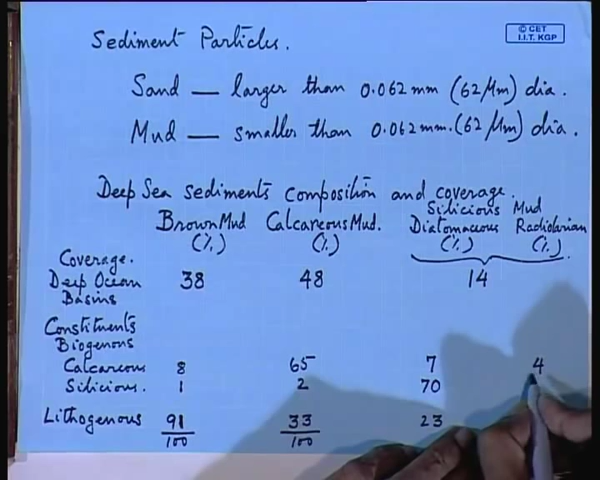 © CET
I.I.T. KGP
Sediment Particles.
Sand — larger than 0.062 mm (62 μm) dia.
Mud — smaller than 0.062 mm. (62 μm) dia.
Deep Sea sediments composition and coverage.
Silicious Mud
Brown Mud Calcareous Mud. Diatomaceous Radiolarian
(%) (%) (%) (%)
Coverage.
Deep Ocean 38 48 14
Basins
Constituents
Biogenous
Calcareous 8 65 7 4
Silicious. 1 2 70
Lithogenous 91 33 23
100 100